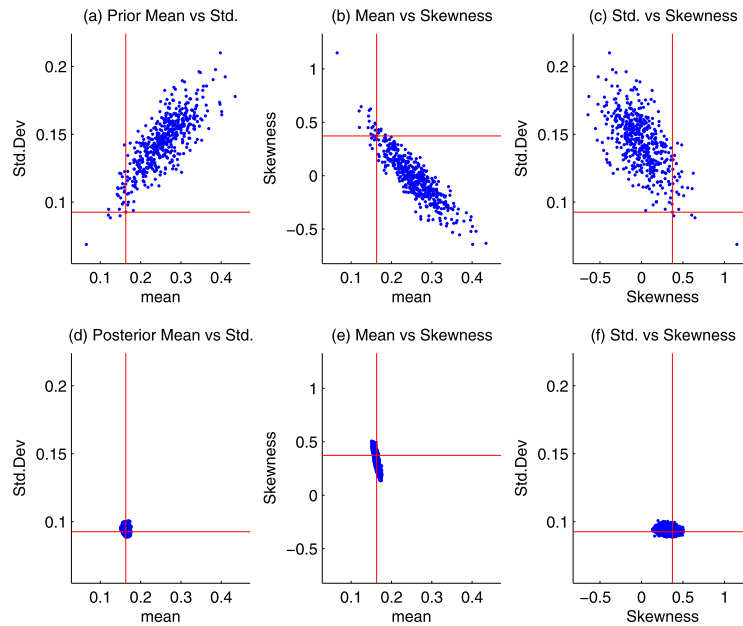 (a) Prior Mean vs Std.
(b) Mean vs Skewness
(c) Std. vs Skewness
Std.Dev
0.2
0.15
0.1
0.1 0.2 0.3 0.4
mean
Skewness
1
0.5
0
−0.5
0.1 0.2 0.3 0.4
mean
Std.Dev
0.2
0.15
0.1
−0.5 0 0.5 1
Skewness
(d) Posterior Mean vs Std.
(e) Mean vs Skewness
(f) Std. vs Skewness
Std.Dev
0.2
0.15
0.1
0.1 0.2 0.3 0.4
mean
Skewness
1
0.5
0
−0.5
0.1 0.2 0.3 0.4
mean
Std.Dev
0.2
0.15
0.1
−0.5 0 0.5 1
Skewness